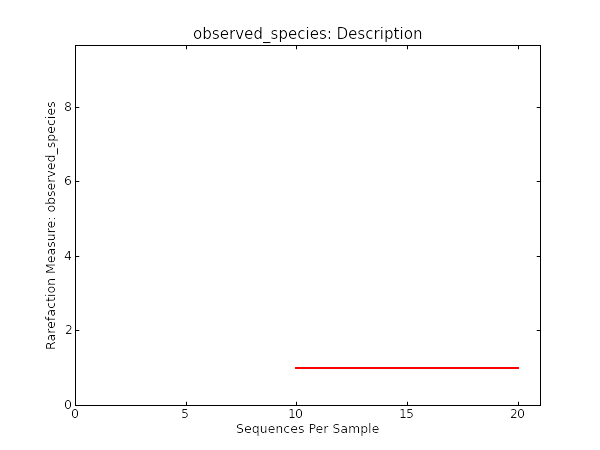 observed_species: Description
Rarefaction Measure: observed_species
8
6
4
2
0
0 5 10 15 20
Sequences Per Sample